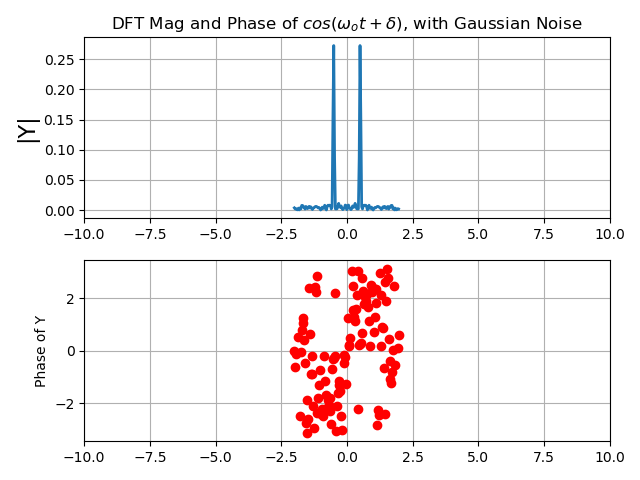 DFT Mag and Phase of cos(ω₀t + δ), with Gaussian Noise
|Y|
0.25
0.20
0.15
0.10
0.05
0.00
−10.0 −7.5 −5.0 −2.5 0.0 2.5 5.0 7.5 10.0
Phase of Y
2
0
−2
−10.0 −7.5 −5.0 −2.5 0.0 2.5 5.0 7.5 10.0